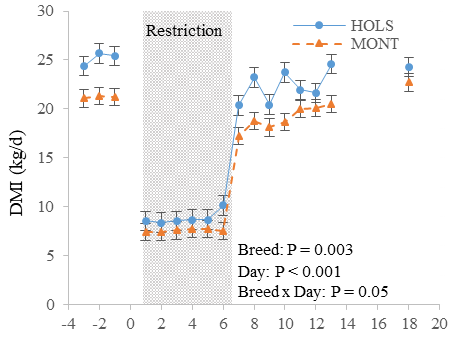 30
25
20
15
10
5
0
DMI (kg/d)
Restriction
HOLS
MONT
Breed: P = 0.003
Day: P < 0.001
Breed x Day: P = 0.05
-4 -2 0 2 4 6 8 10 12 14 16 18 20